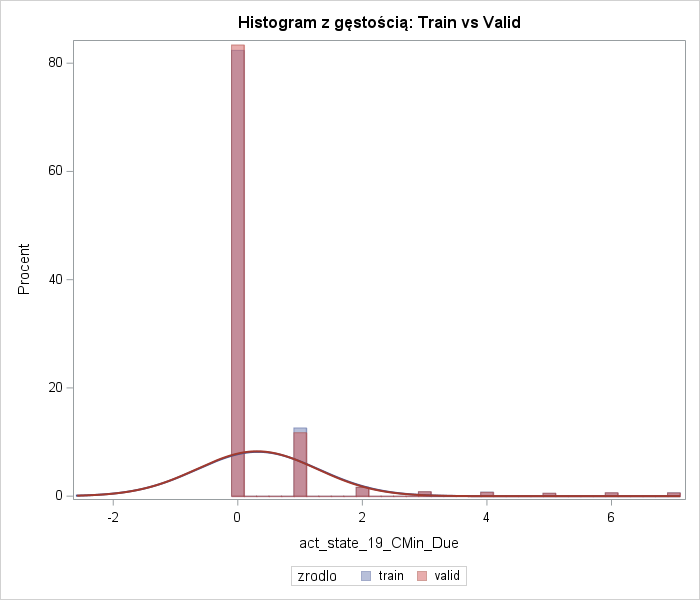 Histogram z gęstością: Train vs Valid
Procent
80
60
40
20
0
-2 0 2 4 6
act_state_19_CMin_Due
zrodlo train valid